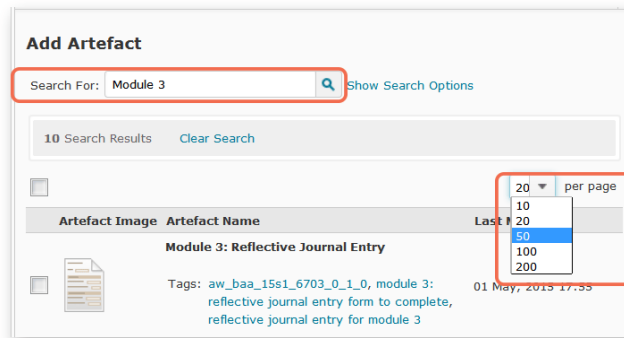 Add Artefact
Search For: Module 3 Show Search Options
10 Search Results Clear Search
20 per page
10
20
50
100
200
Artefact Image Artefact Name Last
Module 3: Reflective Journal Entry
Tags: aw_baa_15s1_6703_0_1_0, module 3:
reflective journal entry form to complete,
reflective journal entry for module 3
01 May, 2015 17:55